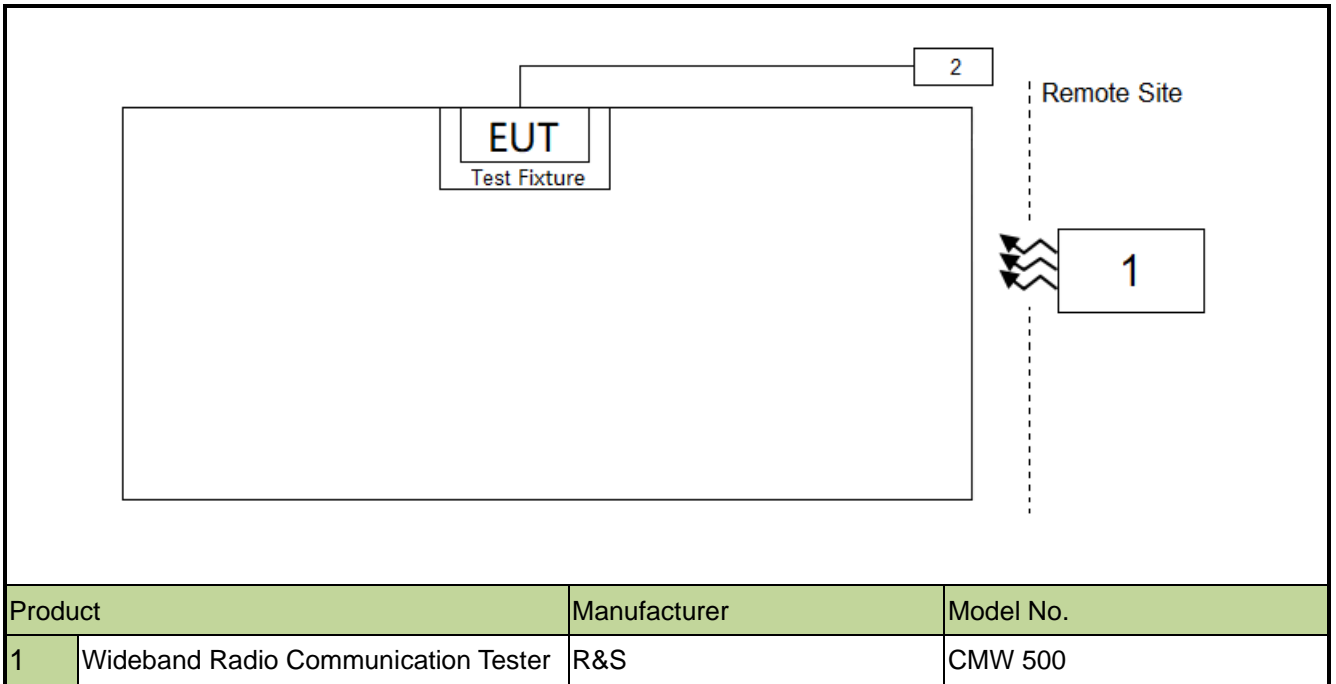 2
Remote Site
EUT
Test Fixture
1
Product Manufacturer Model No.
1 Wideband Radio Communication Tester R&S CMW 500